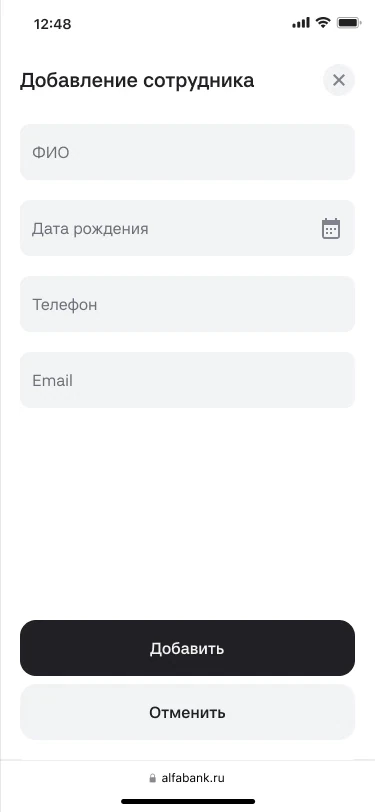 12:48
Добавление сотрудника
ФИО
Дата рождения
Телефон
Email
Добавить
Отменить
alfabank.ru